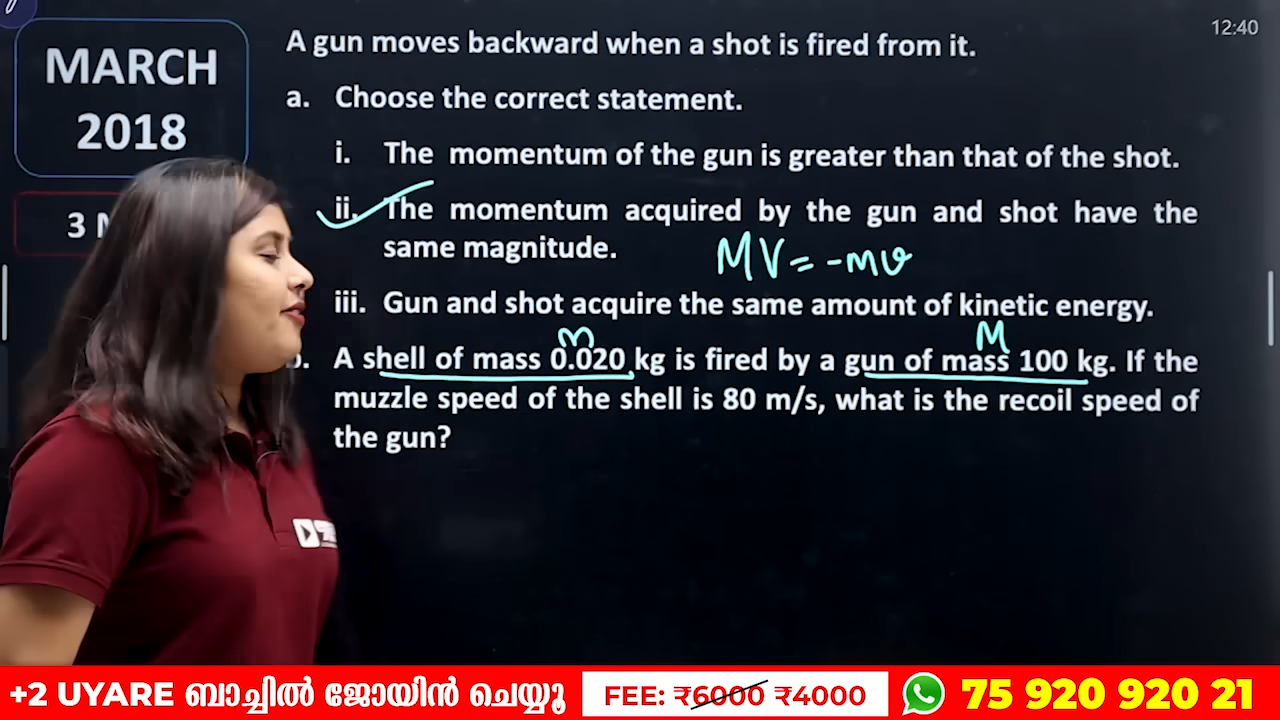 12:40
MARCH
2018
A gun moves backward when a shot is fired from it.
a. Choose the correct statement.
i. The momentum of the gun is greater than that of the shot.
3
ii. The momentum acquired by the gun and shot have the
same magnitude.
MV = -mv
iii. Gun and shot acquire the same amount of kinetic energy.
m
M
A shell of mass 0.020 kg is fired by a gun of mass 100 kg. If the
muzzle speed of the shell is 80 m/s, what is the recoil speed of
the gun?
+2 UYARE ബാച്ചിൽ ജോയിൻ ചെയ്യൂ
FEE: ₹6000 ₹4000
75 920 920 21